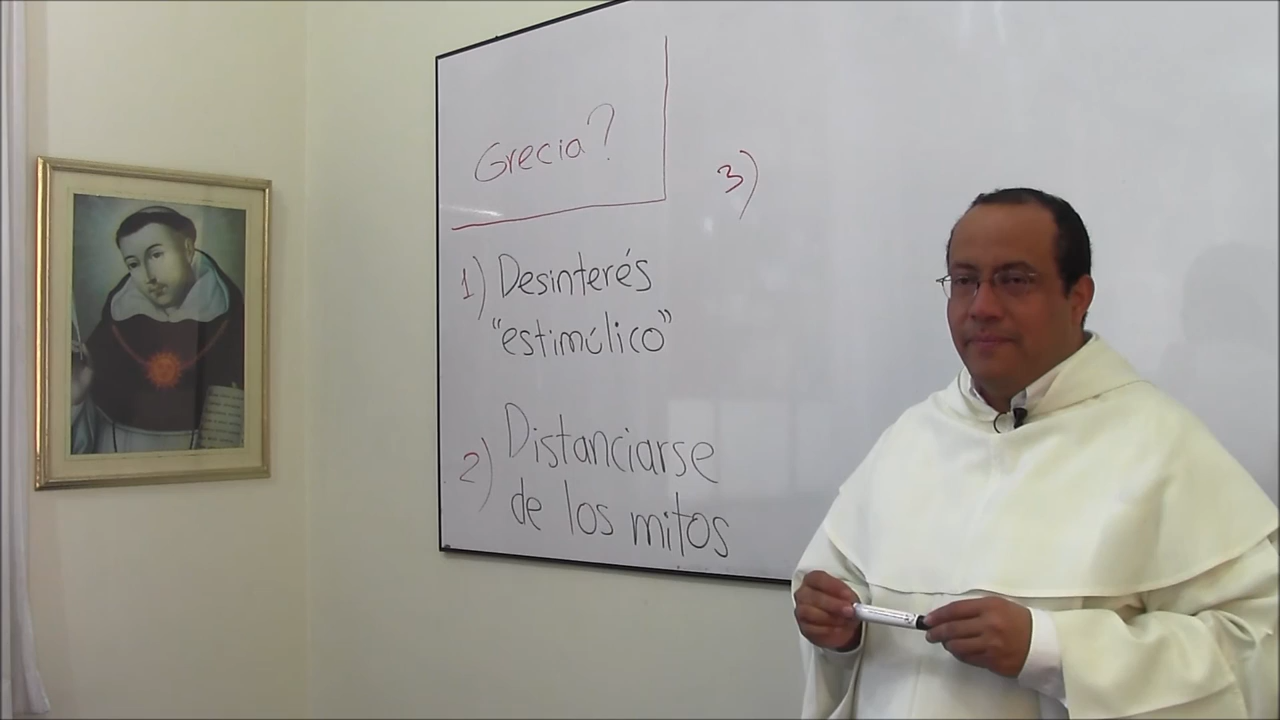 Grecia?
1) Desinterés
"estimúlico"
2) Distanciarse
de los mitos
3)